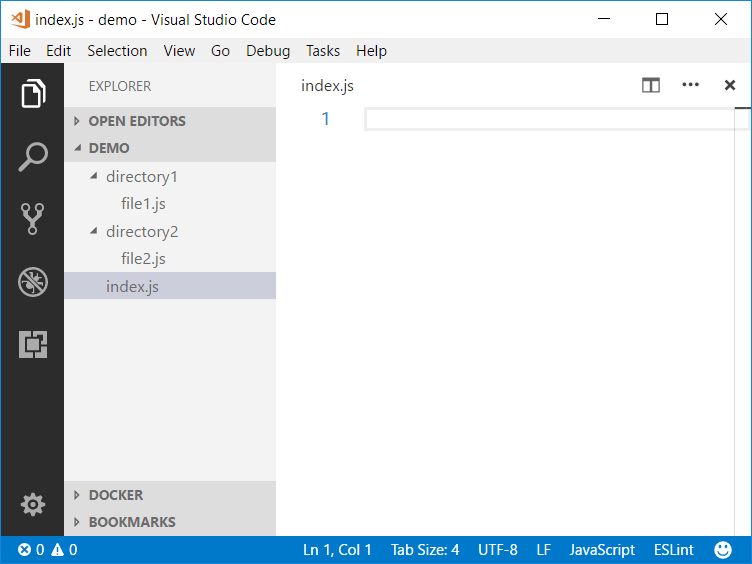 index.js - demo - Visual Studio Code
File Edit Selection View Go Debug Tasks Help
EXPLORER
OPEN EDITORS
DEMO
directory1
file1.js
directory2
file2.js
index.js
DOCKER
BOOKMARKS
index.js
1
0 0 Ln 1, Col 1 Tab Size: 4 UTF-8 LF JavaScript ESLint